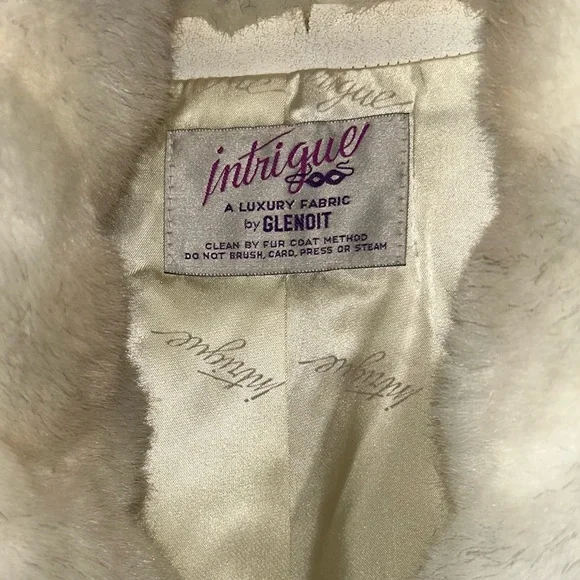 Intrigue
intrigue
A LUXURY FABRIC
by GLENOIT
CLEAN BY FUR COAT METHOD
DO NOT BRUSH, CARD, PRESS OR STEAM
Intrigue
Intrigue